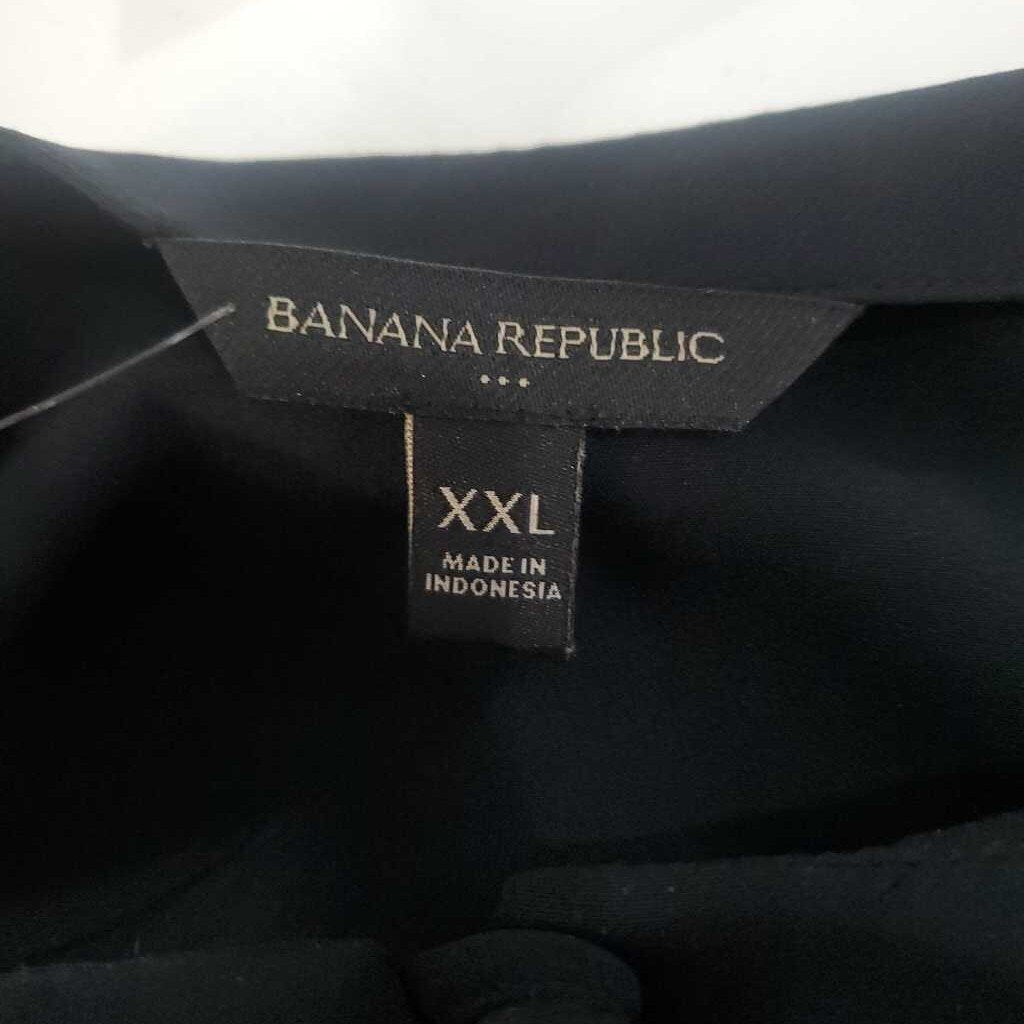 BANANA REPUBLIC
•••
XXL
MADE IN
INDONESIA